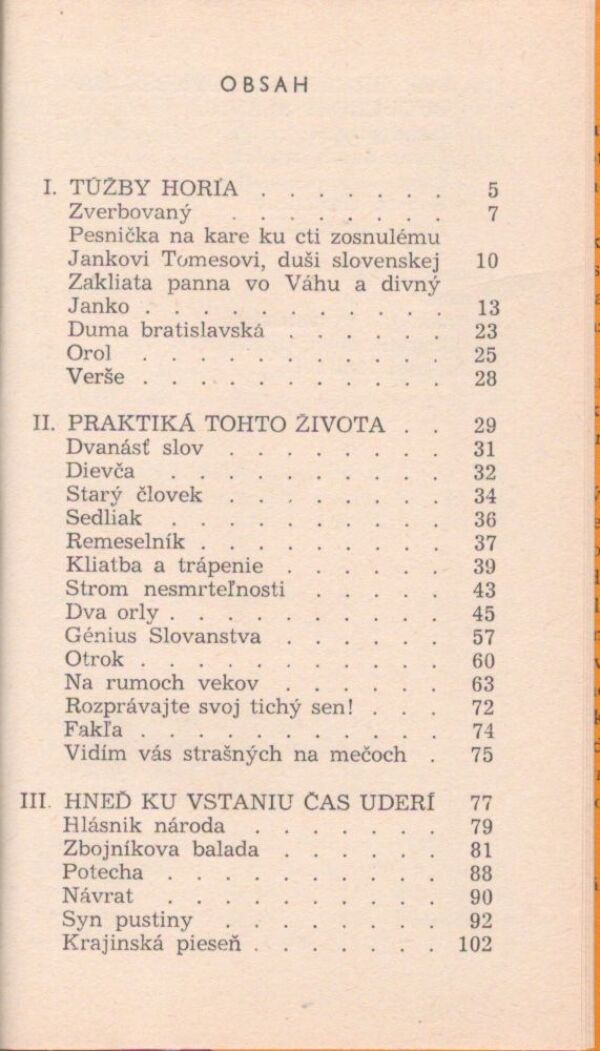 OBSAH
I. TÚŽBY HORIA . . . . . . . 5
Zverbovaný . . . . . . . . 7
Pesnička na kare ku cti zosnulému
Jankovi Tomesovi, duši slovenskej 10
Zakliata panna vo Váhu a divný
Janko . . . . . . . . . . . 13
Duma bratislavská . . . . . . 23
Orol . . . . . . . . . . . 25
Verše . . . . . . . . . . . 28
II. PRAKTIKÁ TOHTO ŽIVOTA . . 29
Dvanásť slov . . . . . . . . 31
Dievča . . . . . . . . . . 32
Starý človek . . . . . . . . 34
Sedliak . . . . . . . . . . 36
Remeselník . . . . . . . . . 37
Kliatba a trápenie . . . . . . 39
Strom nesmrteľnosti . . . . . 43
Dva orly . . . . . . . . . . 45
Génius Slovanstva . . . . . . 57
Otrok . . . . . . . . . . . 60
Na rumoch vekov . . . . . . 63
Rozprávajte svoj tichý sen! . . . 72
Fakľa . . . . . . . . . . . 74
Vidím vás strašných na mečoch . 75
III. HNEĎ KU VSTANIU ČAS UDERÍ 77
Hlásnik národa . . . . . . . 79
Zbojníkova balada . . . . . . 81
Potecha . . . . . . . . . . 88
Návrat . . . . . . . . . . 90
Syn pustiny . . . . . . . . 92
Krajinská pieseň . . . . . . . 102